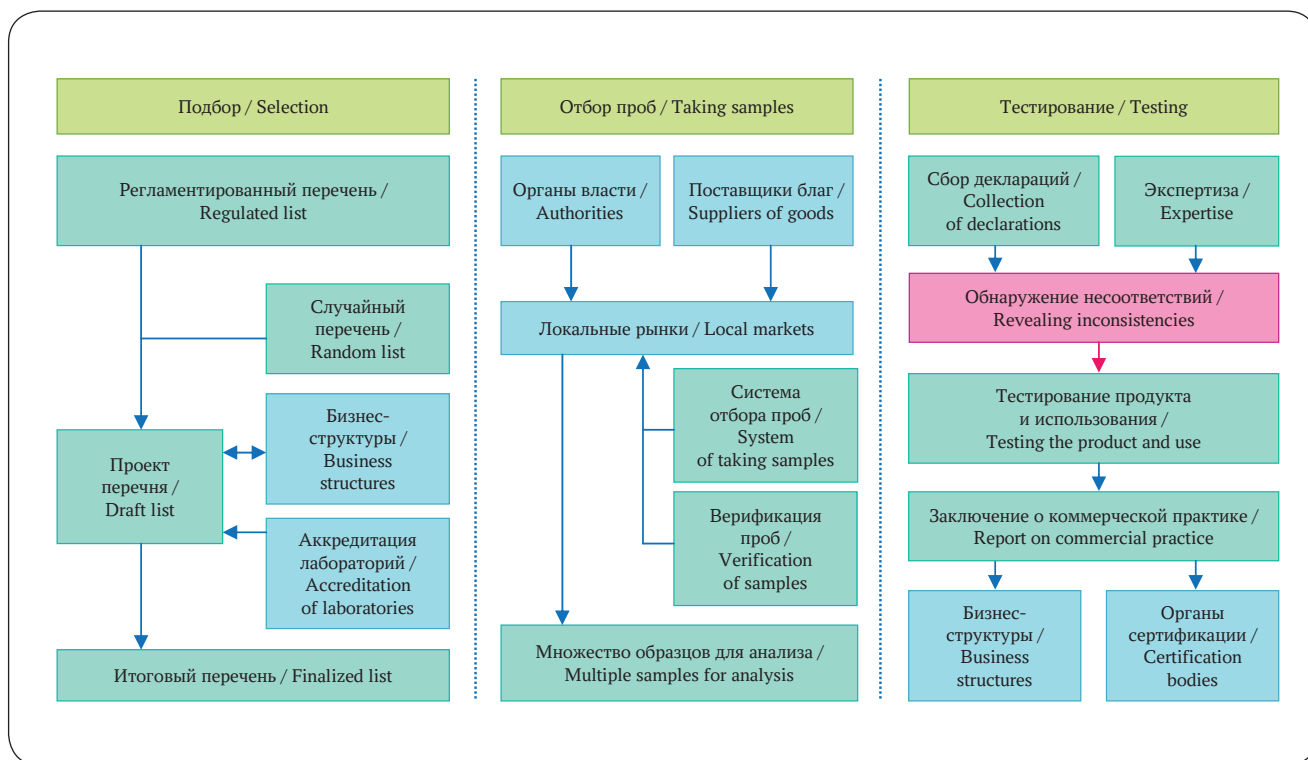 Подбор / Selection
Регламентированный перечень /
Regulated list
Случайный
перечень /
Random list
Бизнес-
структуры /
Business
structures
Проект
перечня /
Draft list
Аккредитация
лабораторий /
Accreditation
of laboratories
Итоговый перечень / Finalized list
Отбор проб / Taking samples
Органы власти /
Authorities
Поставщики благ /
Suppliers of goods
Локальные рынки / Local markets
Система
отбора проб /
System
of taking samples
Верификация
проб /
Verification
of samples
Множество образцов для анализа /
Multiple samples for analysis
Тестирование / Testing
Сбор деклараций /
Collection
of declarations
Экспертиза /
Expertise
Обнаружение несоответствий /
Revealing inconsistencies
Тестирование продукта
и использования /
Testing the product and use
Заключение о коммерческой практике /
Report on commercial practice
Бизнес-
структуры /
Business
structures
Органы
сертификации /
Certification
bodies